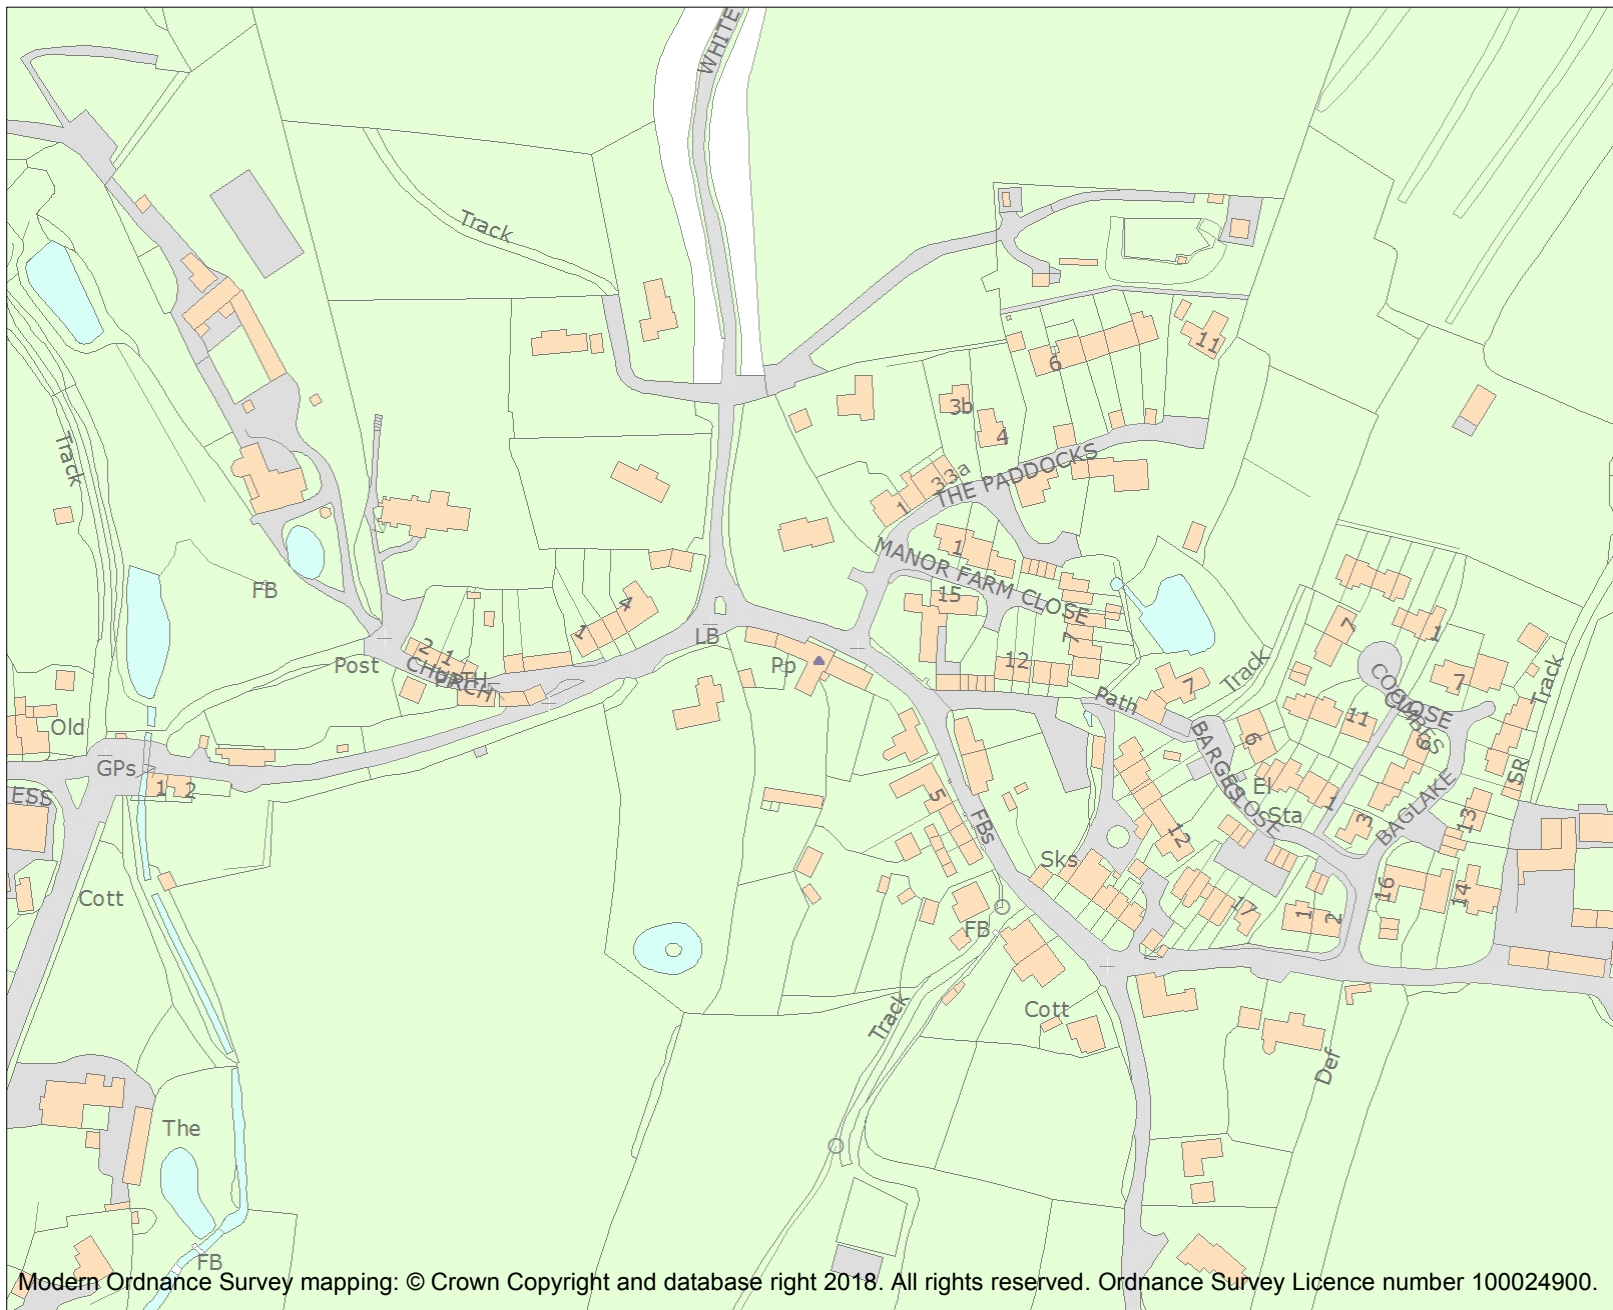 WHITE
Track
11
6
3b
4
Track
3
3a
THE PADDOCKS
1
1
MANOR FARM CLOSE
FB
15
4
1
7
7
1
LB
2
1
12
Post
CHURCH
TH
Pp
Track
Track
7
7
Path
COOMBES
CLOSE
11
Old
6
9
BARGES
CLOSE
GPs
SR
El
Sta
1
2
ESS
5
1
3
13
BAGLAKE
FBs
12
Sks
Cott
16
14
17
1
2
FB
Track
Cott
Def
The
FB
Modern Ordnance Survey mapping: © Crown Copyright and database right 2018. All rights reserved. Ordnance Survey Licence number 100024900.